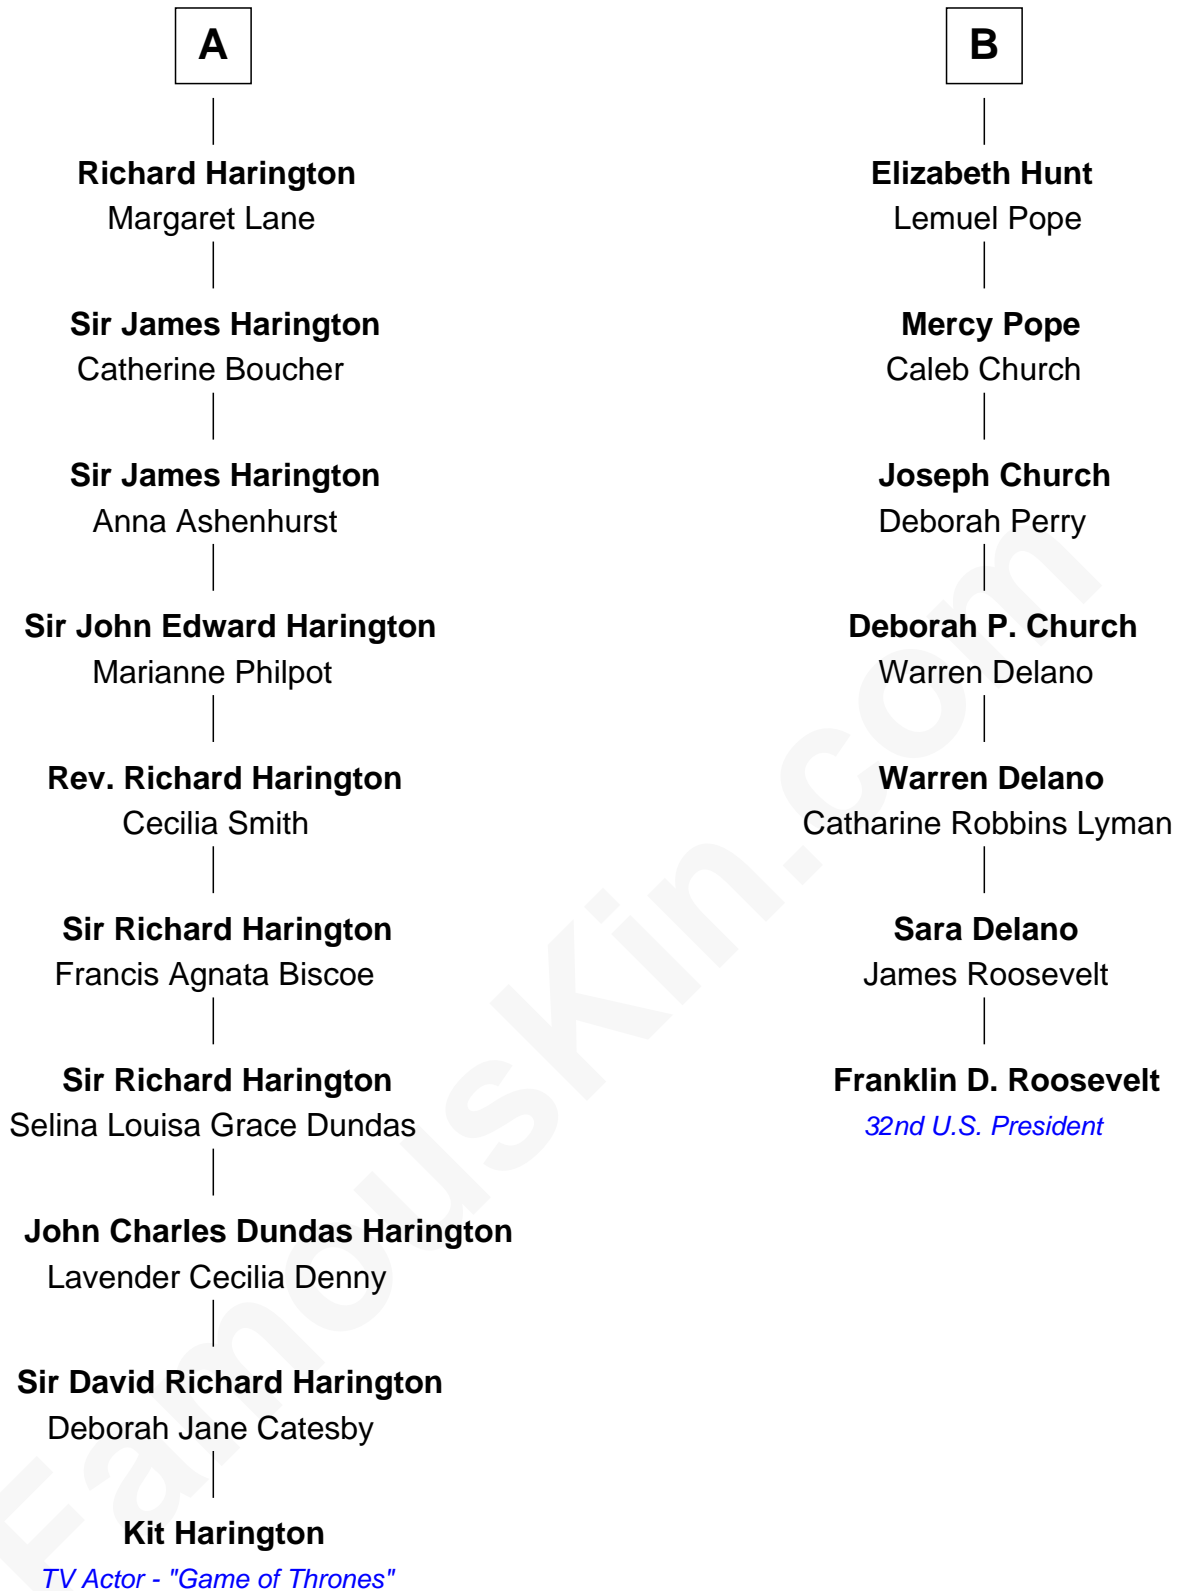 A
Richard Harington
Margaret Lane
Sir James Harington
Catherine Boucher
Sir James Harington
Anna Ashenhurst
Sir John Edward Harington
Marianne Philpot
Rev. Richard Harington
Cecilia Smith
Sir Richard Harington
Francis Agnata Biscoe
Sir Richard Harington
Selina Louisa Grace Dundas
John Charles Dundas Harington
Lavender Cecilia Denny
Sir David Richard Harington
Deborah Jane Catesby
Kit Harington
TV Actor - "Game of Thrones"
B
Elizabeth Hunt
Lemuel Pope
Mercy Pope
Caleb Church
Joseph Church
Deborah Perry
Deborah P. Church
Warren Delano
Warren Delano
Catharine Robbins Lyman
Sara Delano
James Roosevelt
Franklin D. Roosevelt
32nd U.S. President
FamousKin.com